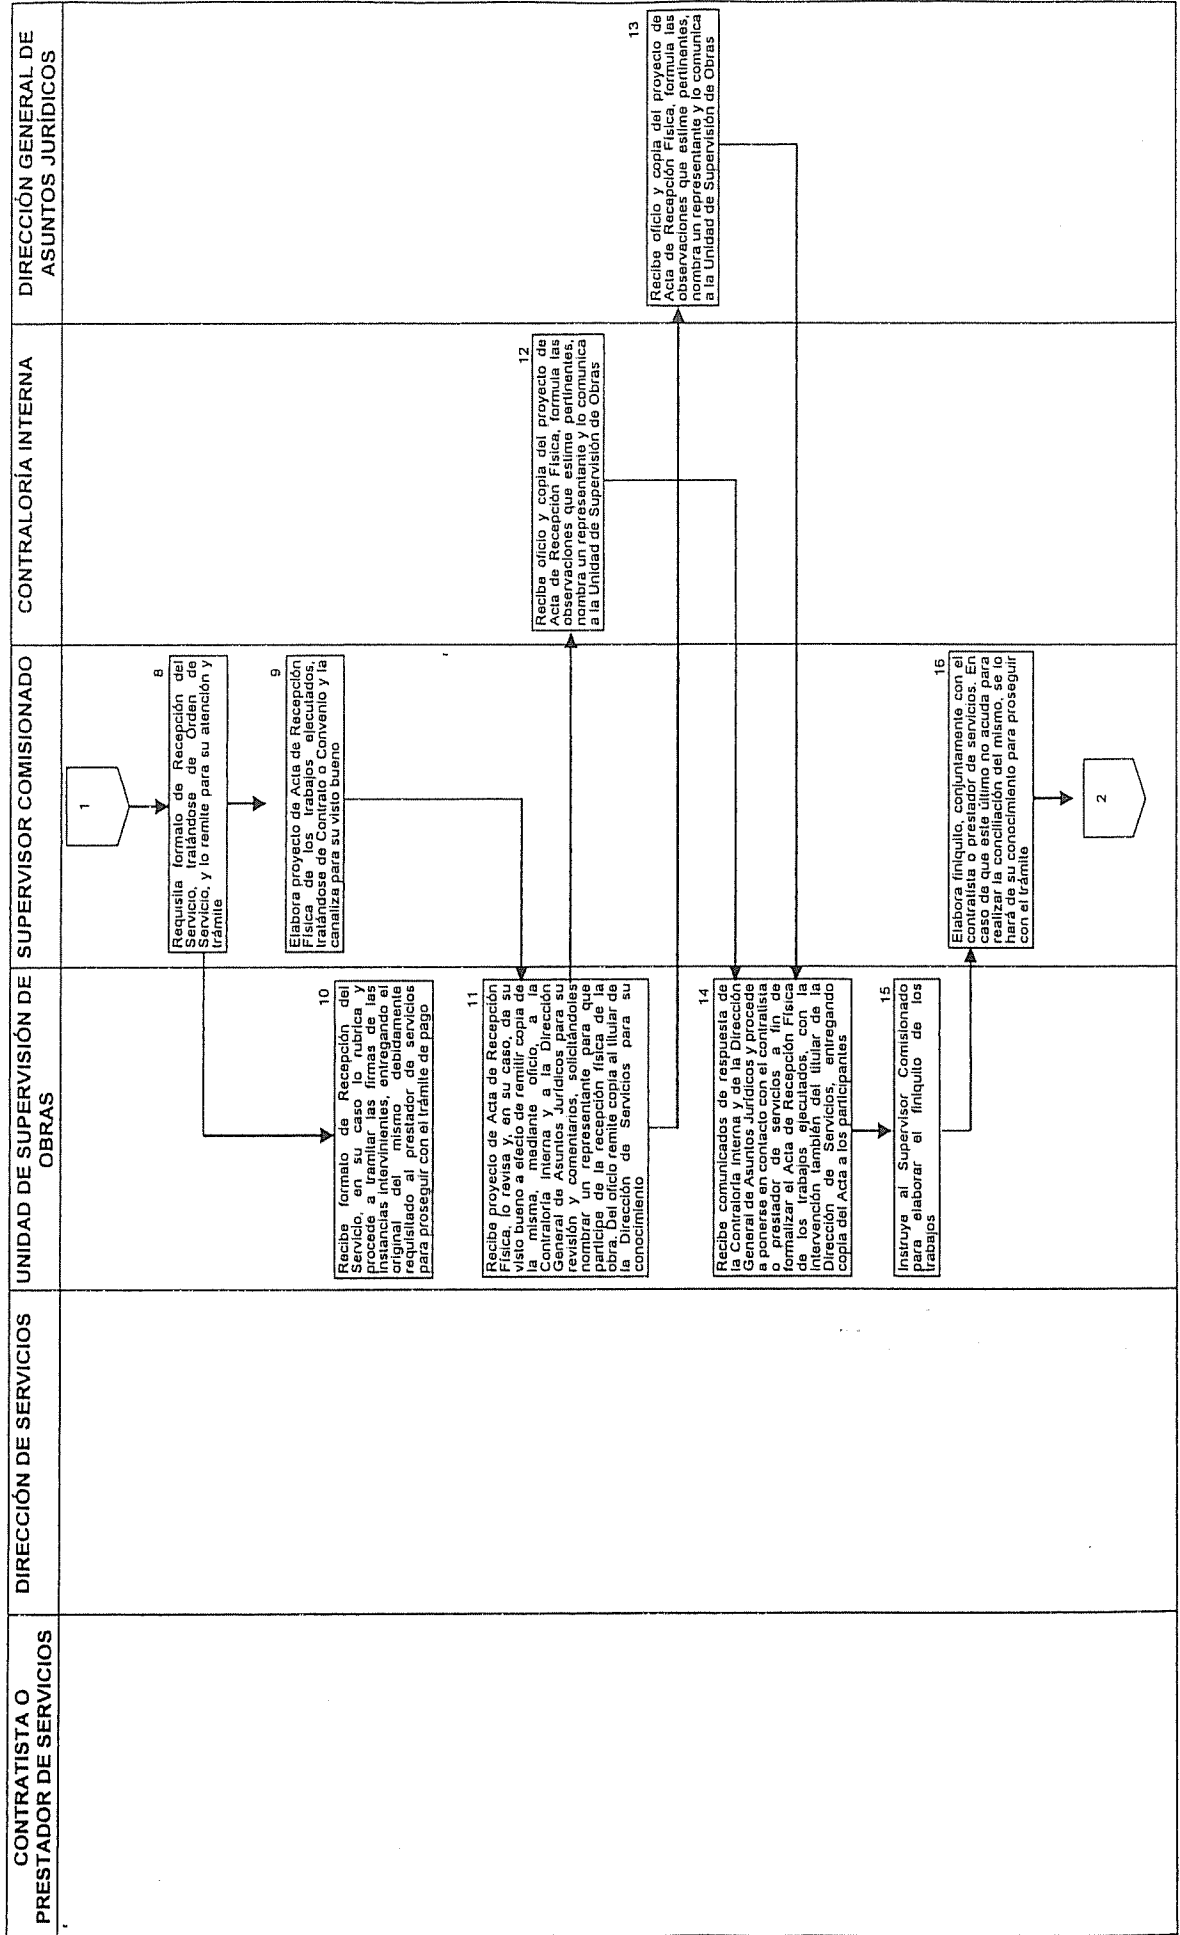 CONTRATISTA O
PRESTADOR DE SERVICIOS
DIRECCIÓN DE SERVICIOS
UNIDAD DE SUPERVISIÓN DE
OBRAS
SUPERVISOR COMISIONADO
CONTRALORÍA INTERNA
DIRECCIÓN GENERAL DE
ASUNTOS JURÍDICOS
1
8
Requisita formato de Recepción del
Servicio, tratándose de Orden de
Servicio, y lo remite para su atención y
trámite
9
Elabora proyecto de Acta de Recepción
Física de los trabajos ejecutados,
tratándose de Contrato o Convenio y la
canaliza para su visto bueno
10
Recibe formato de Recepción del
Servicio, en su caso lo rubrica y
procede a tramitar las firmas de las
instancias intervinientes, entregando el
original del mismo debidamente
requisitado al prestador de servicios
para proseguir con el trámite de pago
11
Recibe proyecto de Acta de Recepción
Física, lo revisa y, en su caso, da su
visto bueno a efecto de remitir copia de
la misma, mediante oficio, a la
Contraloría Interna y a la Dirección
General de Asuntos Jurídicos para su
revisión y comentarios, solicitándoles
nombrar un representante para que
participe de la recepción física de la
obra. Del oficio remite copia al titular de
la Dirección de Servicios para su
conocimiento
12
Recibe oficio y copia del proyecto de
Acta de Recepción Física, formula las
observaciones que estime pertinentes,
nombra un representante y lo comunica
a la Unidad de Supervisión de Obras
13
Recibe oficio y copia del proyecto de
Acta de Recepción Física, formula las
observaciones que estime pertinentes,
nombra un representante y lo comunica
a la Unidad de Supervisión de Obras
14
Recibe comunicados de respuesta de
la Contraloría Interna y de la Dirección
General de Asuntos Jurídicos y procede
a ponerse en contacto con el contratista
o prestador de servicios a fin de
formalizar el Acta de Recepción Física
de los trabajos ejecutados, con la
intervención también del titular de la
Dirección de Servicios, entregando
copia del Acta a los participantes
15
Instruye al Supervisor Comisionado
para elaborar el finiquito de los
trabajos
16
Elabora finiquito, conjuntamente con el
contratista o prestador de servicios. En
caso de que este último no acuda para
realizar la conciliación del mismo, se lo
hará de su conocimiento para proseguir
con el trámite
2